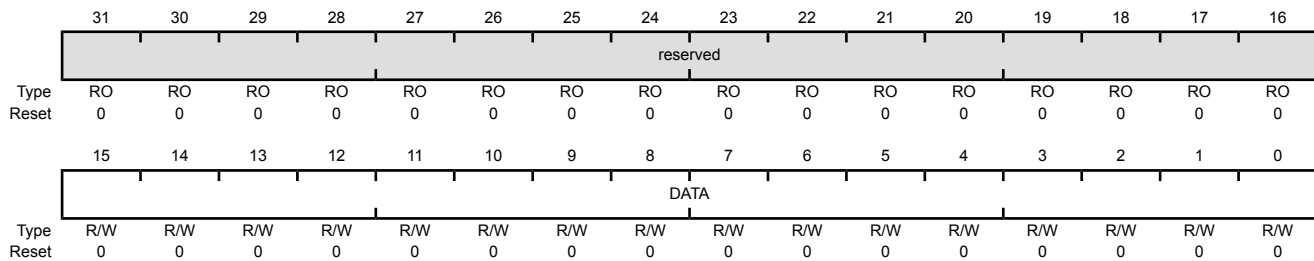 31 30 29 28 27 26 25 24 23 22 21 20 19 18 17 16
reserved
Type RO RO RO RO RO RO RO RO RO RO RO RO RO RO RO RO
Reset 0 0 0 0 0 0 0 0 0 0 0 0 0 0 0 0
15 14 13 12 11 10 9 8 7 6 5 4 3 2 1 0
DATA
Type R/W R/W R/W R/W R/W R/W R/W R/W R/W R/W R/W R/W R/W R/W R/W R/W
Reset 0 0 0 0 0 0 0 0 0 0 0 0 0 0 0 0